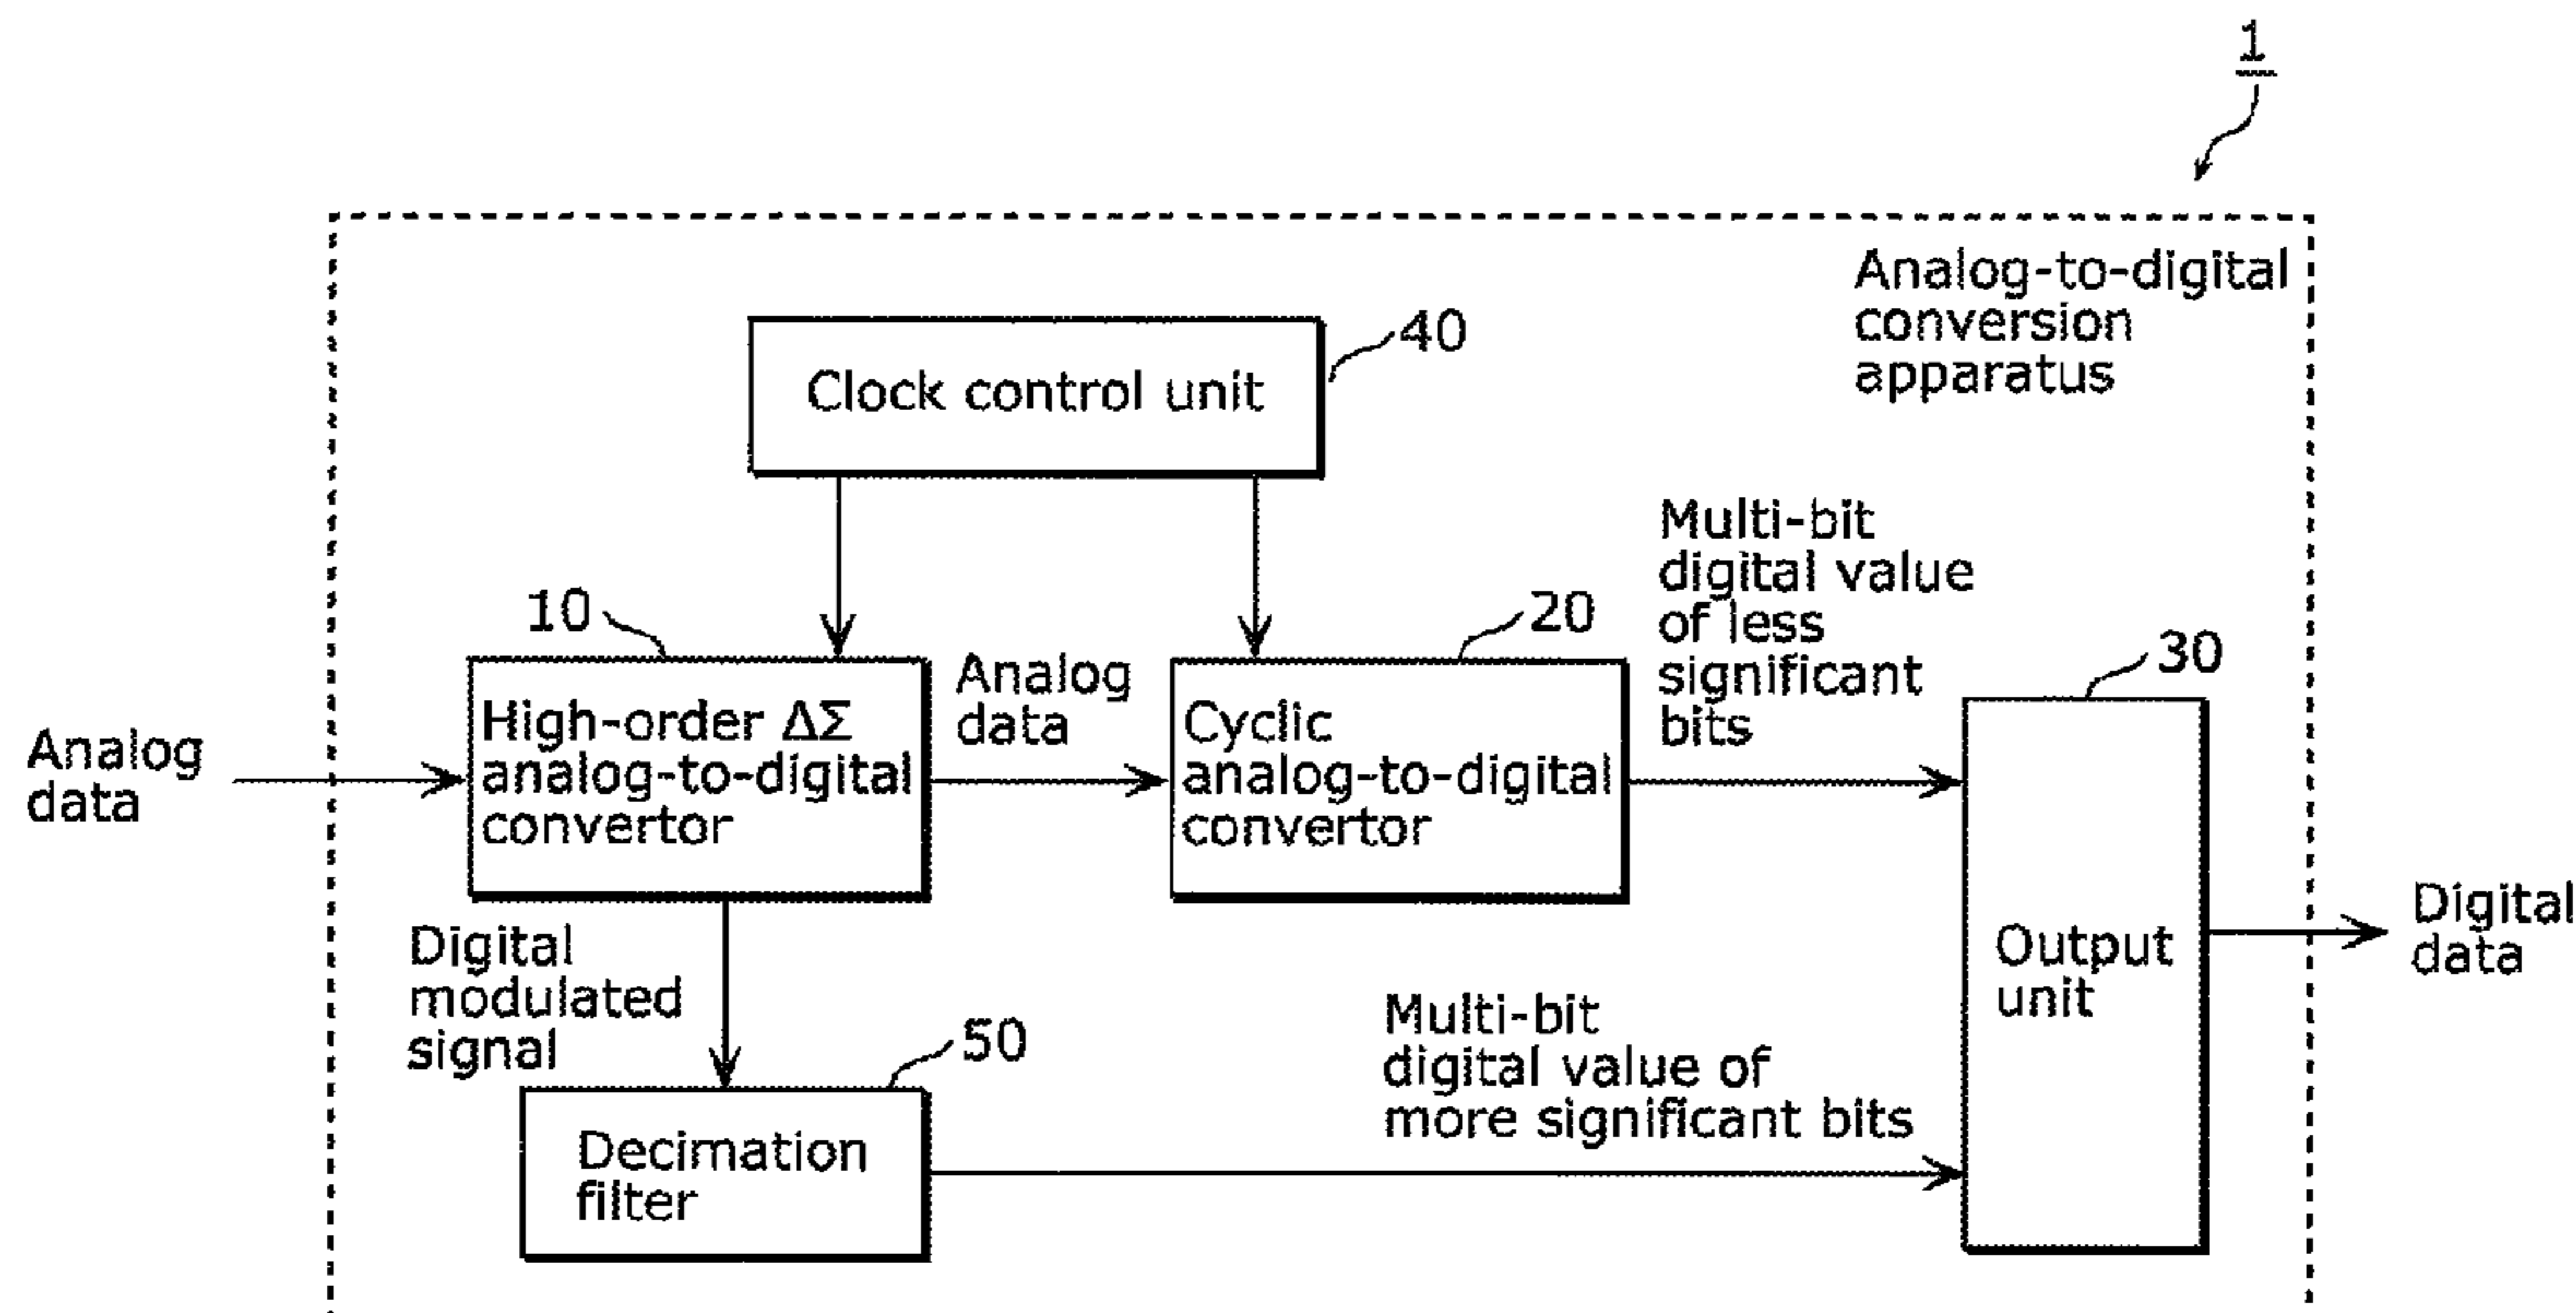 1
Analog-to-digital
conversion
apparatus
40
Clock control unit
Multi-bit
digital value
of less
significant
bits
10
20
30
Analog
data
High-order ΔΣ
analog-to-digital
convertor
Analog
data
Cyclic
analog-to-digital
convertor
Digital
modulated
signal
50
Decimation
filter
Multi-bit
digital value of
more significant bits
Output
unit
Digital
data